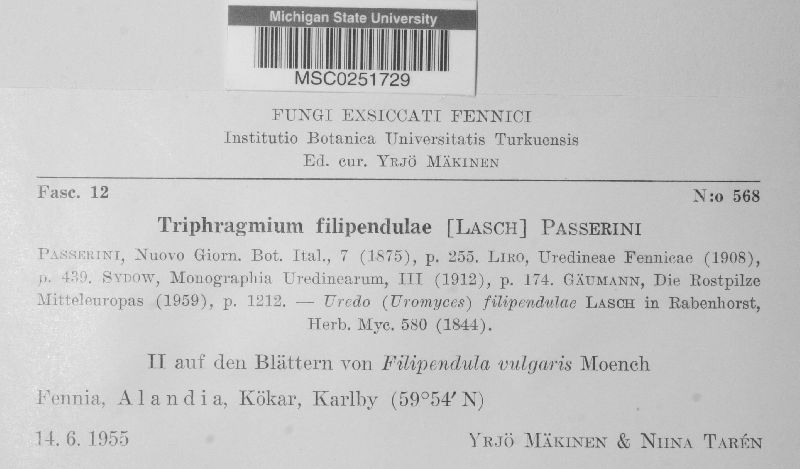 Michigan State University
MSC0251729
FUNGI EXSICCATI FENNICI
Institutio Botanica Universitatis Turkuensis
Ed. cur. YRJÖ MÄKINEN
Fasc. 12
N:o 568
Triphragmium filipendulae [LASCH] PASSERINI
PASSERINI, Nuovo Giorn. Bot. Ital., 7 (1875), p. 255. LIRO, Uredineae Fennicae (1908),
p. 439. SYDOW, Monographia Uredinearum, III (1912), p. 174. GÄUMANN, Die Rostpilze
Mitteleuropas (1959), p. 1212. — Uredo (Uromyces) filipendulae LASCH in Rabenhorst,
Herb. Myc. 580 (1844).
II auf den Blättern von Filipendula vulgaris Moench
Fennia, Alandia, Kökar, Karlby (59°54′ N)
14. 6. 1955
YRJÖ MÄKINEN & NIINA TARÉN